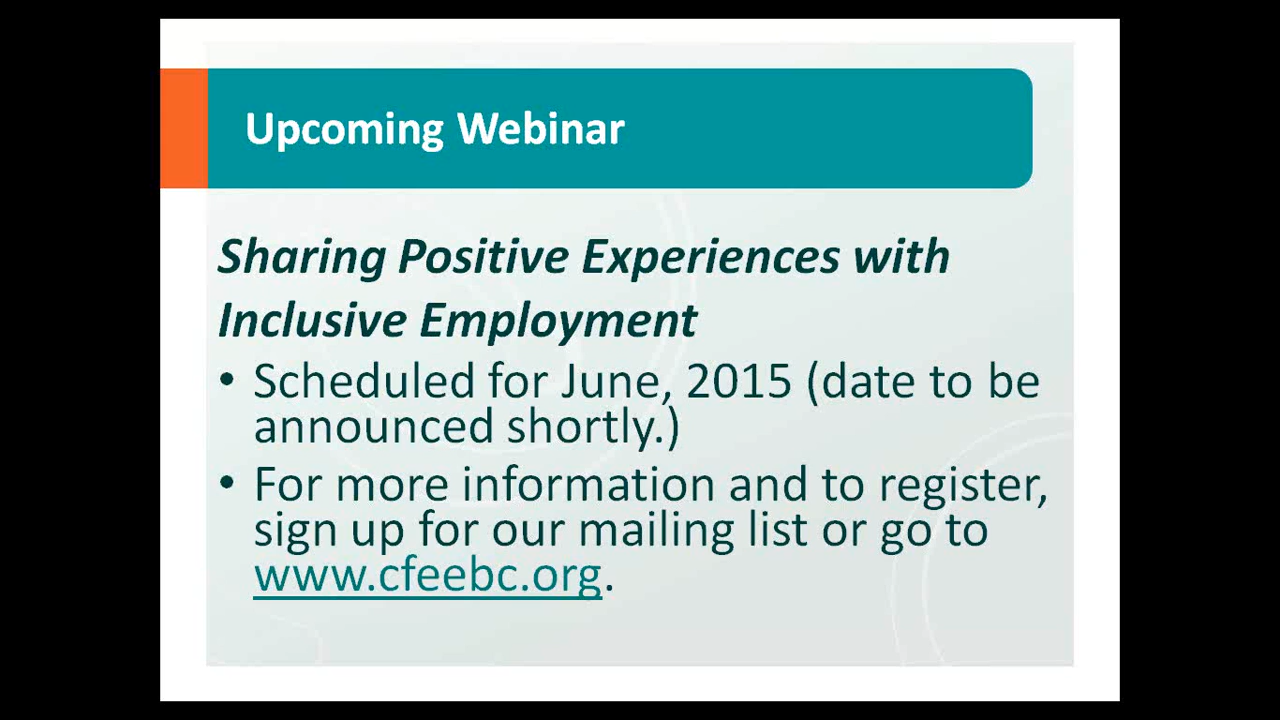 Upcoming Webinar
Sharing Positive Experiences with
Inclusive Employment
• Scheduled for June, 2015 (date to be
announced shortly.)
• For more information and to register,
sign up for our mailing list or go to
www.cfeebc.org.